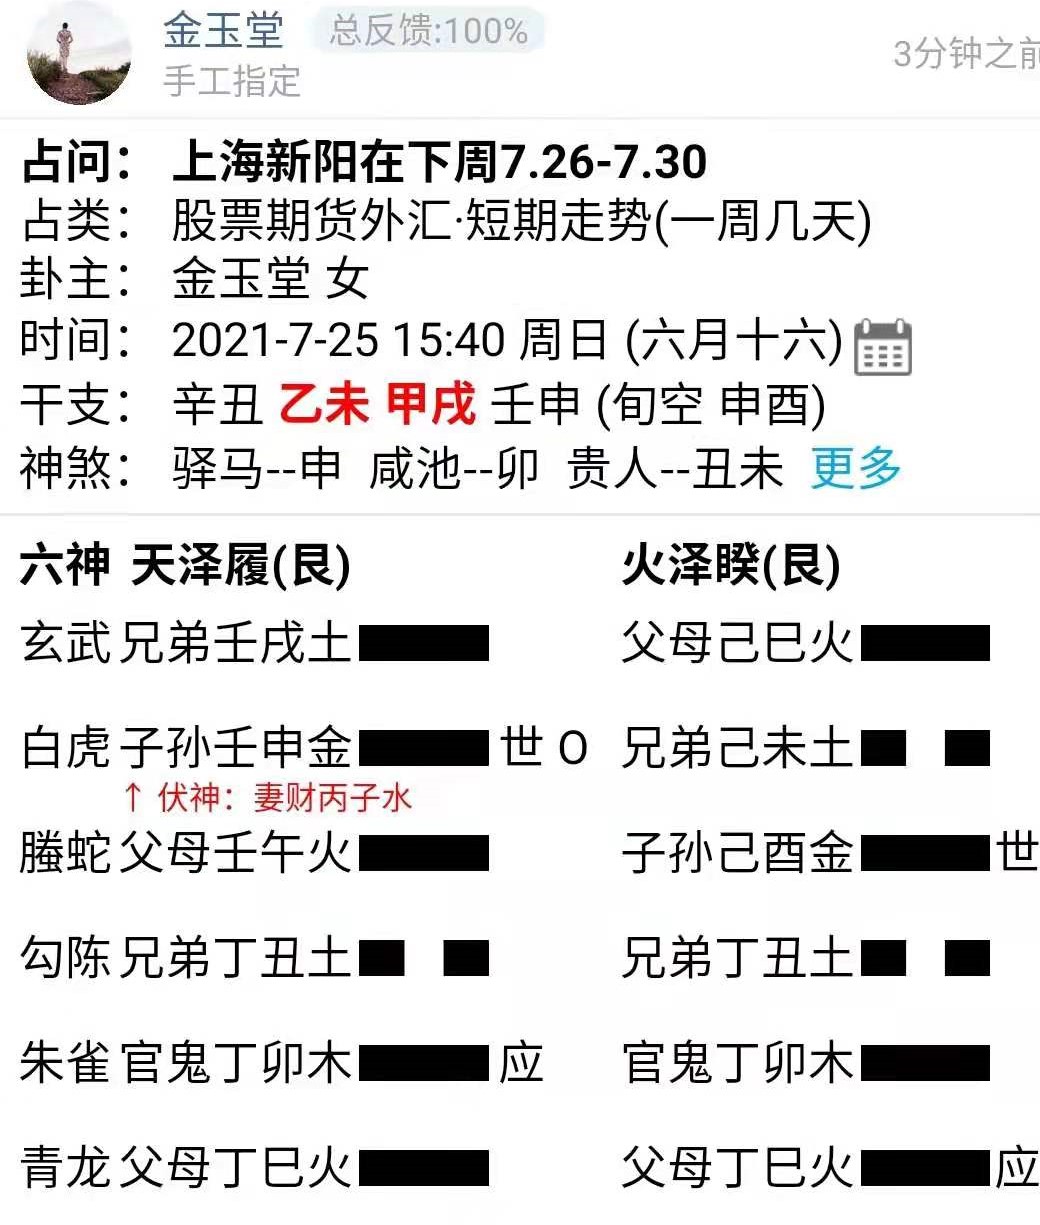 金玉堂 总反馈:100%
手工指定 3分钟之前
占问： 上海新阳在下周7.26-7.30
占类： 股票期货外汇·短期走势(一周几天)
卦主： 金玉堂 女
时间： 2021-7-25 15:40 周日 (六月十六)
干支： 辛丑 乙未 甲戌 壬申 (旬空 申酉)
神煞： 驿马--申 咸池--卯 贵人--丑未 更多
六神 天泽履(艮) 火泽睽(艮)
玄武 兄弟壬戌土 父母己巳火
白虎 子孙壬申金 世 O 兄弟己未土
↑ 伏神：妻财丙子水
螣蛇 父母壬午火 子孙己酉金 世
勾陈 兄弟丁丑土 兄弟丁丑土
朱雀 官鬼丁卯木 应 官鬼丁卯木
青龙 父母丁巳火 父母丁巳火 应